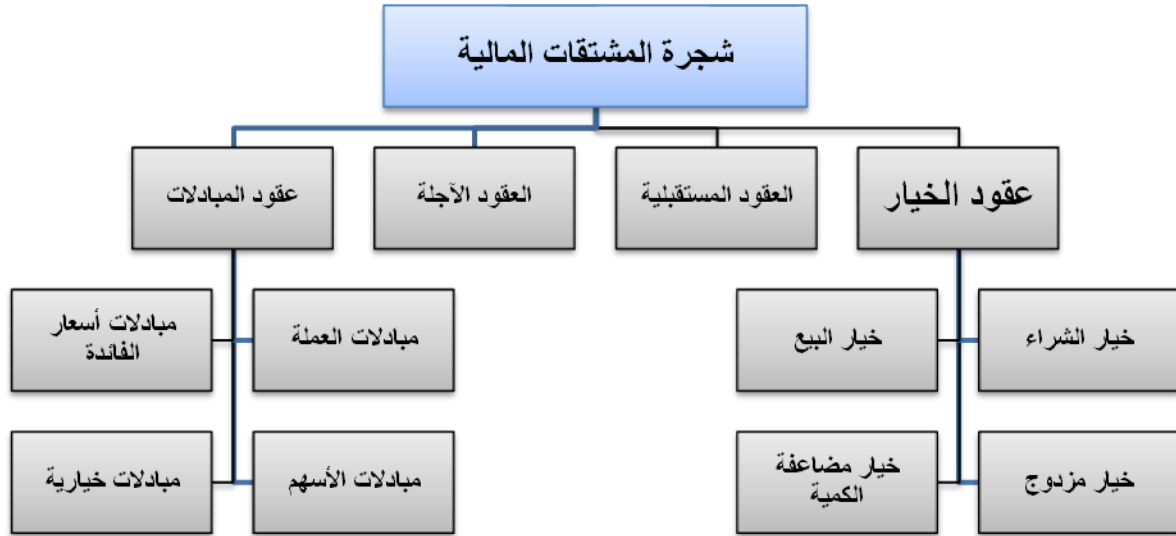 شجرة المشتقات المالية
عقود الخيار
العقود المستقبلية
العقود الآجلة
عقود المبادلات
خيار الشراء
خيار البيع
مبادلات العملة
مبادلات أسعار
الفائدة
خيار مزدوج
خيار مضاعفة
الكمية
مبادلات الأسهم
مبادلات خيارية